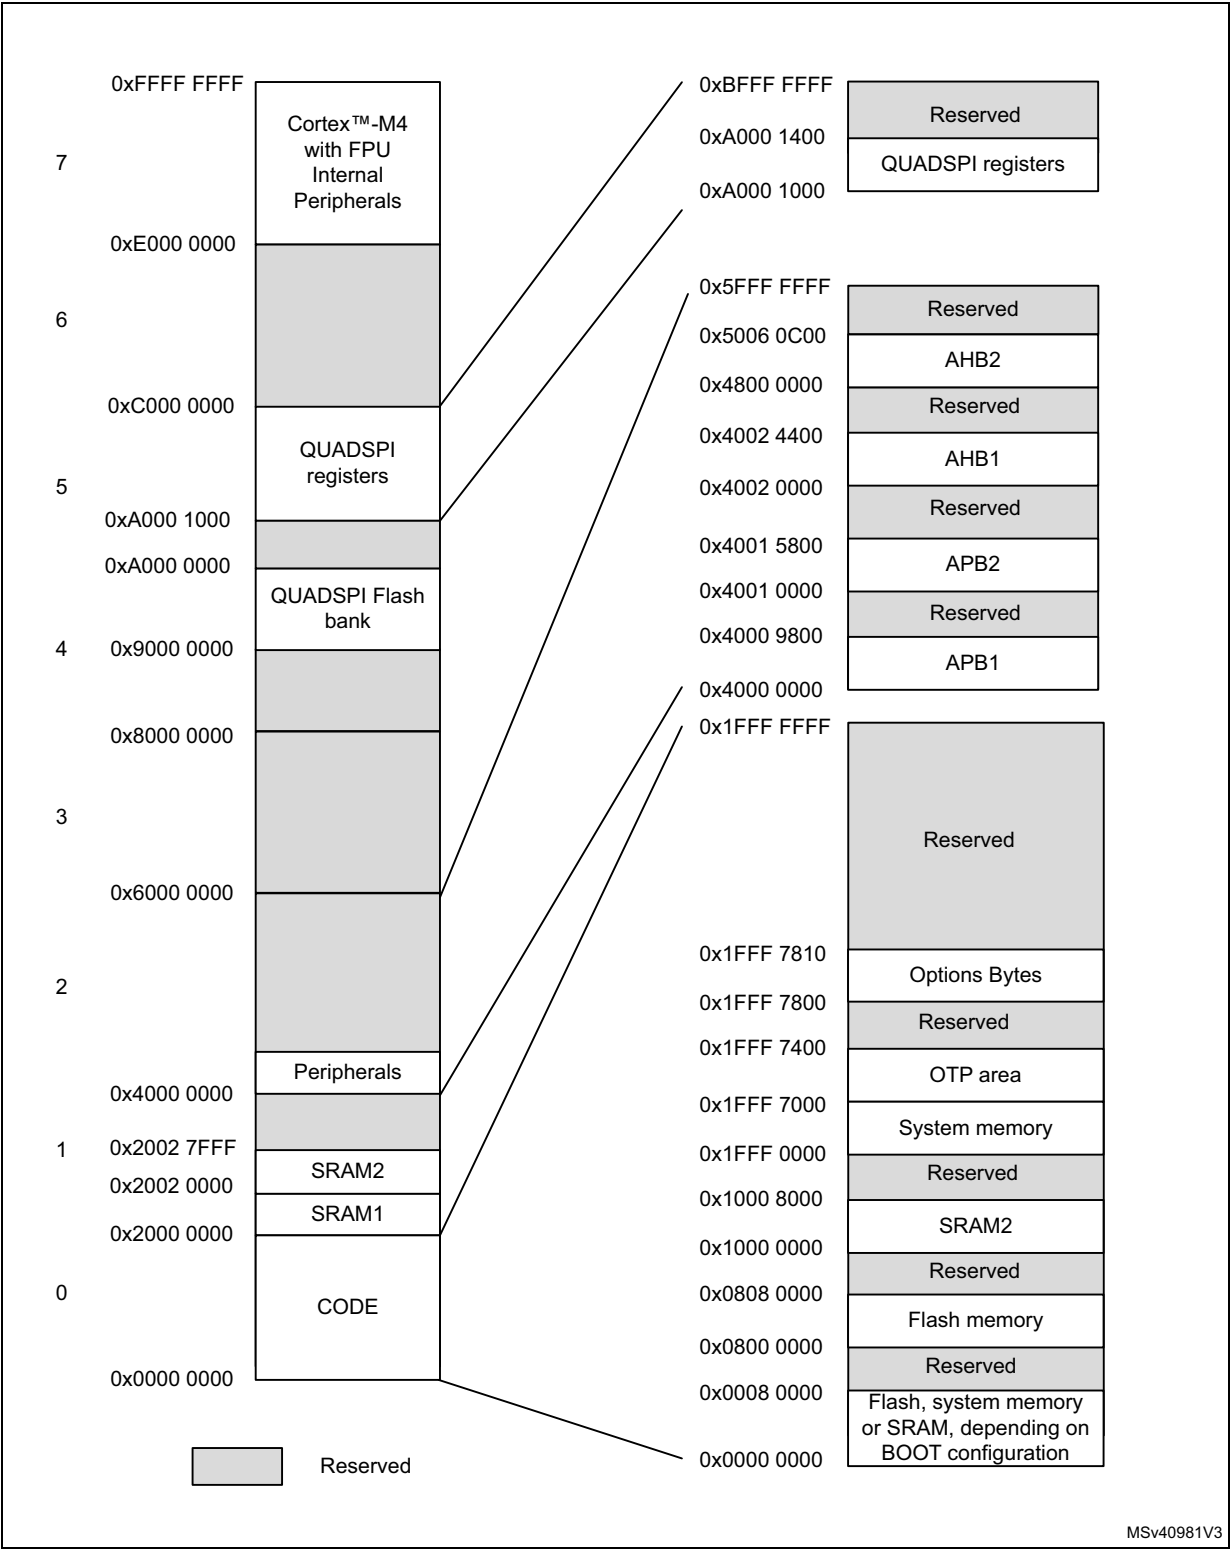 0xFFFF FFFF
Cortex™-M4
with FPU
Internal
Peripherals
7
0xE000 0000
6
0xC000 0000
QUADSPI
registers
5
0xA000 1000
0xA000 0000
QUADSPI Flash
bank
4
0x9000 0000
0x8000 0000
3
0x6000 0000
2
Peripherals
0x4000 0000
1
0x2002 7FFF
SRAM2
0x2002 0000
SRAM1
0x2000 0000
0
CODE
0x0000 0000
Reserved
0xBFFF FFFF
Reserved
0xA000 1400
QUADSPI registers
0xA000 1000
0x5FFF FFFF
Reserved
0x5006 0C00
AHB2
0x4800 0000
Reserved
0x4002 4400
AHB1
0x4002 0000
Reserved
0x4001 5800
APB2
0x4001 0000
Reserved
0x4000 9800
APB1
0x4000 0000
0x1FFF FFFF
Reserved
0x1FFF 7810
Options Bytes
0x1FFF 7800
Reserved
0x1FFF 7400
OTP area
0x1FFF 7000
System memory
0x1FFF 0000
Reserved
0x1000 8000
SRAM2
0x1000 0000
Reserved
0x0808 0000
Flash memory
0x0800 0000
Reserved
0x0008 0000
Flash, system memory
or SRAM, depending on
BOOT configuration
0x0000 0000
MSv40981V3